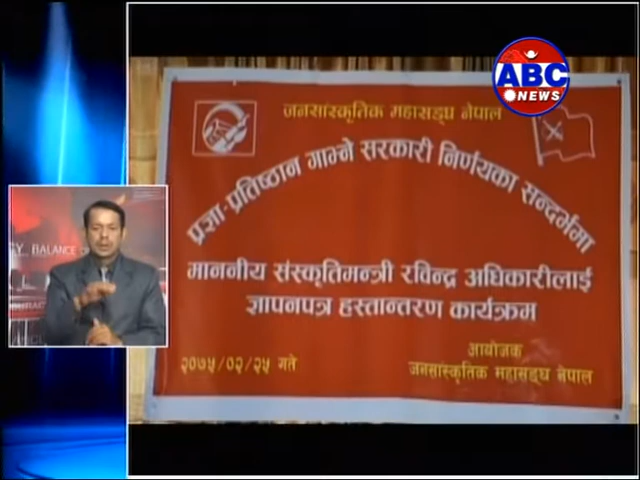 ABC
NEWS
जनसांस्कृतिक महासङ्घ नेपाल
प्रज्ञा-प्रतिष्ठान गाभ्ने सरकारी निर्णयका सन्दर्भमा
माननीय संस्कृतिमन्त्री रविन्द्र अधिकारीलाई
ज्ञापनपत्र हस्तान्तरण कार्यक्रम
२०७५/०२/२५ गते
आयोजक
जनसांस्कृतिक महासङ्घ नेपाल
BALANCE